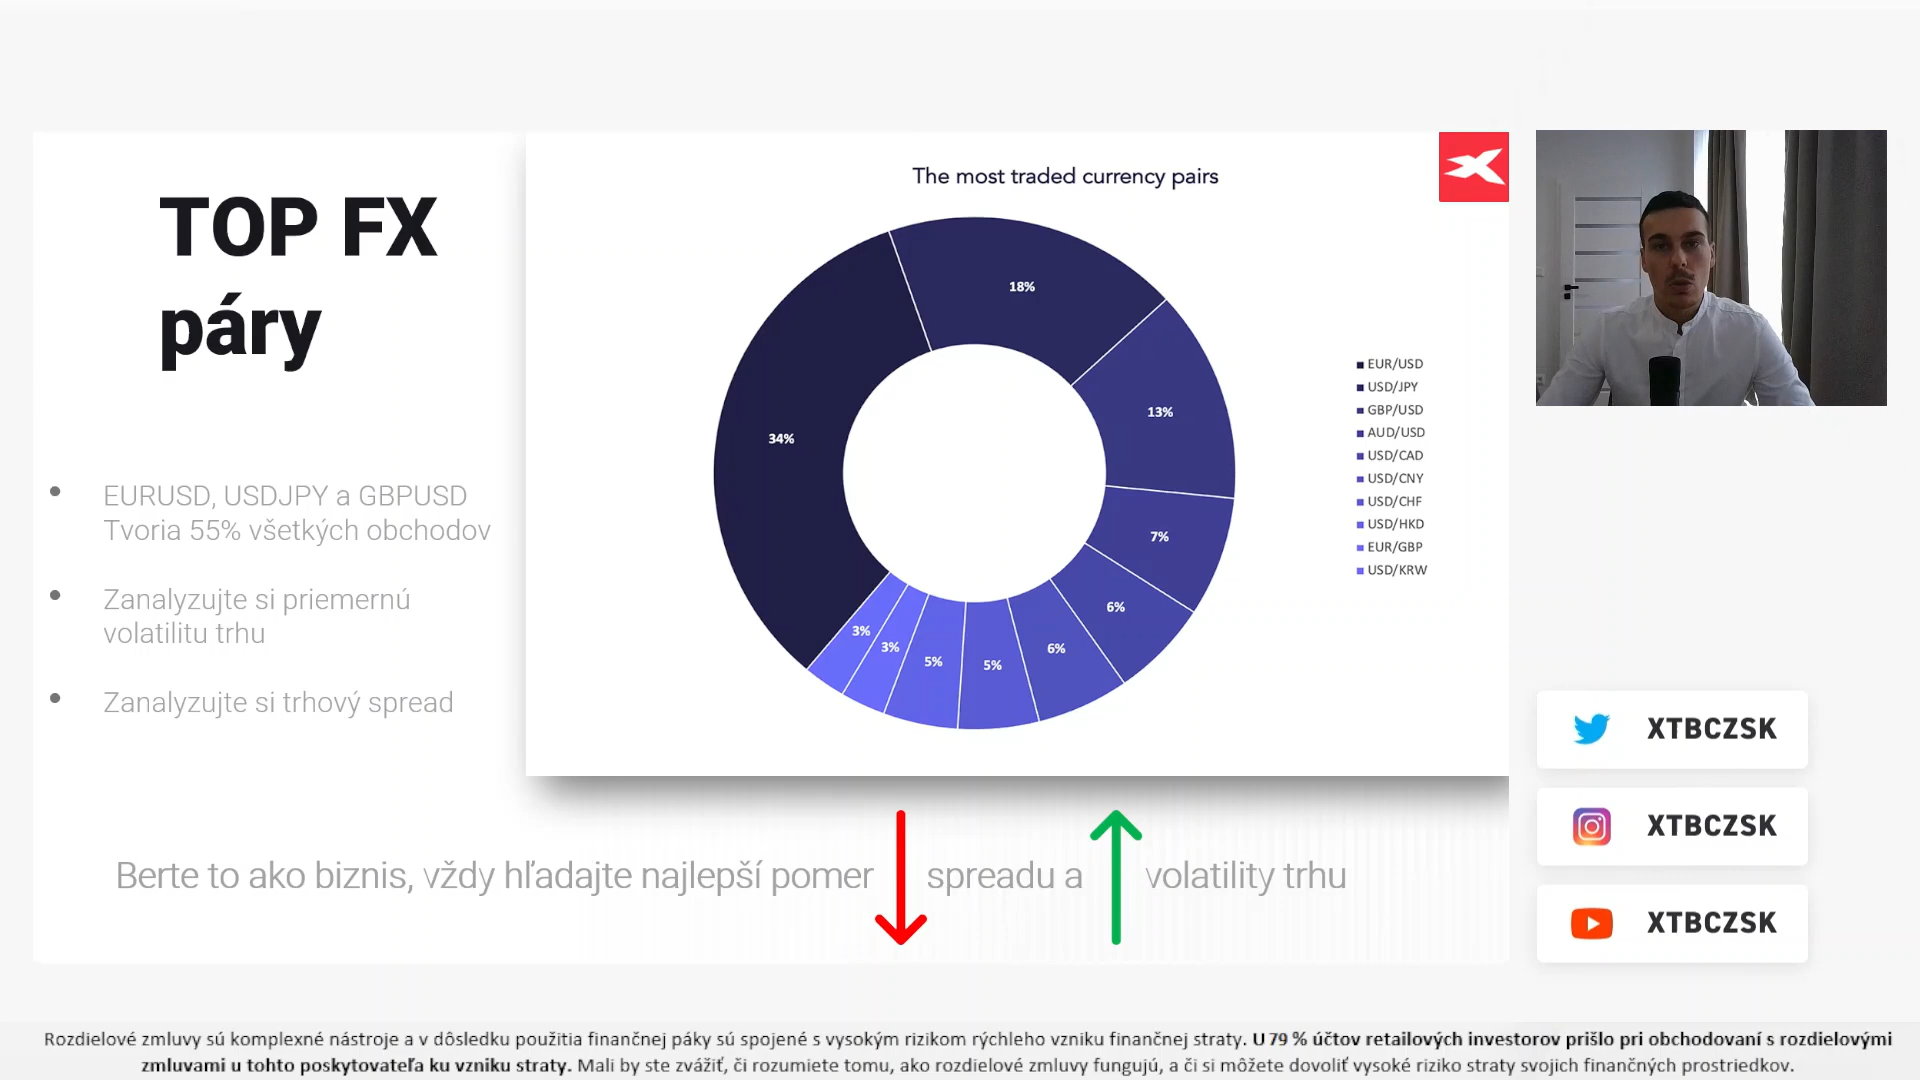 TOP FX
páry
EURUSD, USDJPY a GBPUSD
Tvoria 55% všetkých obchodov
Zanalyzujte si priemernú
volatilitu trhu
Zanalyzujte si trhový spread
The most traded currency pairs
18%
13%
34%
7%
6%
6%
5%
5%
3%
3%
EUR/USD
USD/JPY
GBP/USD
AUD/USD
USD/CAD
USD/CNY
USD/CHF
USD/HKD
EUR/GBP
USD/KRW
Berte to ako biznis, vždy hľadajte najlepší pomer spreadu a volatility trhu
XTBCZSK
XTBCZSK
XTBCZSK
Rozdielové zmluvy sú komplexné nástroje a v dôsledku použitia finančnej páky sú spojené s vysokým rizikom rýchleho vzniku finančnej straty. U 79 % účtov retailových investorov prišlo pri obchodovaní s rozdielovými
zmluvami u tohto poskytovateľa ku vzniku straty. Mali by ste zvážiť, či rozumiete tomu, ako rozdielové zmluvy fungujú, a či si môžete dovoliť vysoké riziko straty svojich finančných prostriedkov.